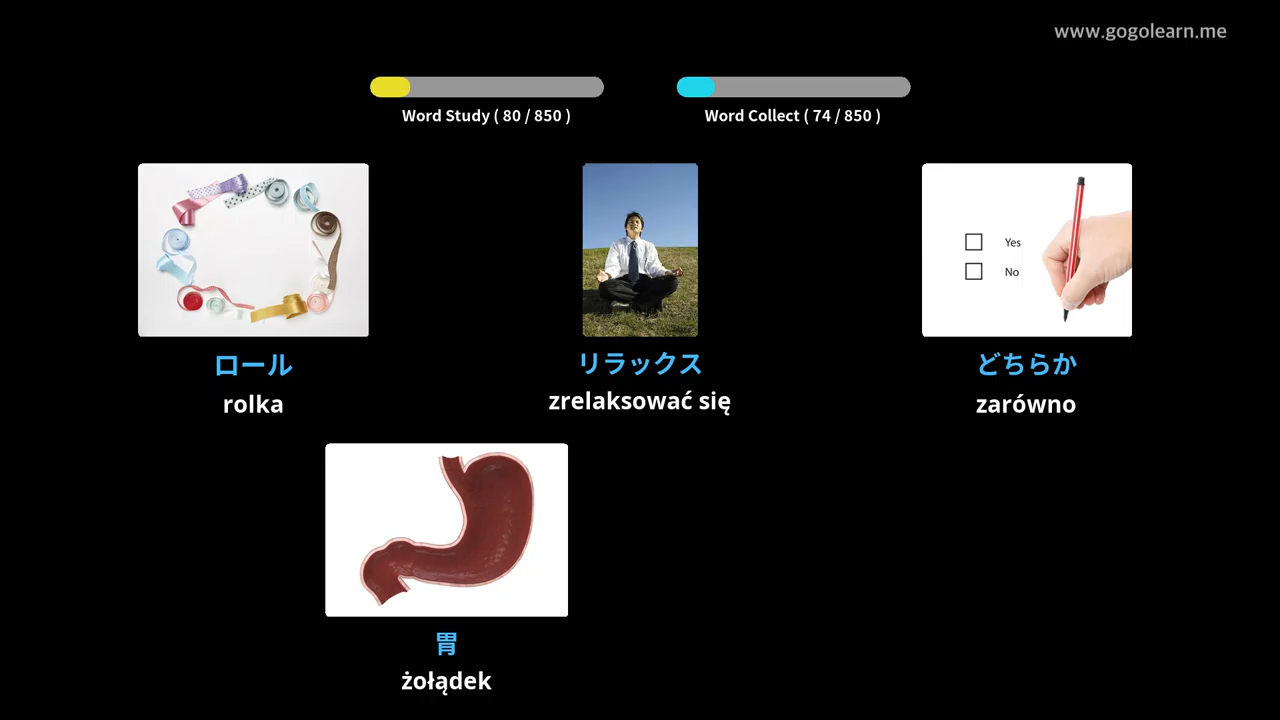 www.gogolearn.me
Word Study ( 80 / 850 )
Word Collect ( 74 / 850 )
Yes
No
ロール
rolka
リラックス
zrelaksować się
どちらか
zarówno
胃
żołądek